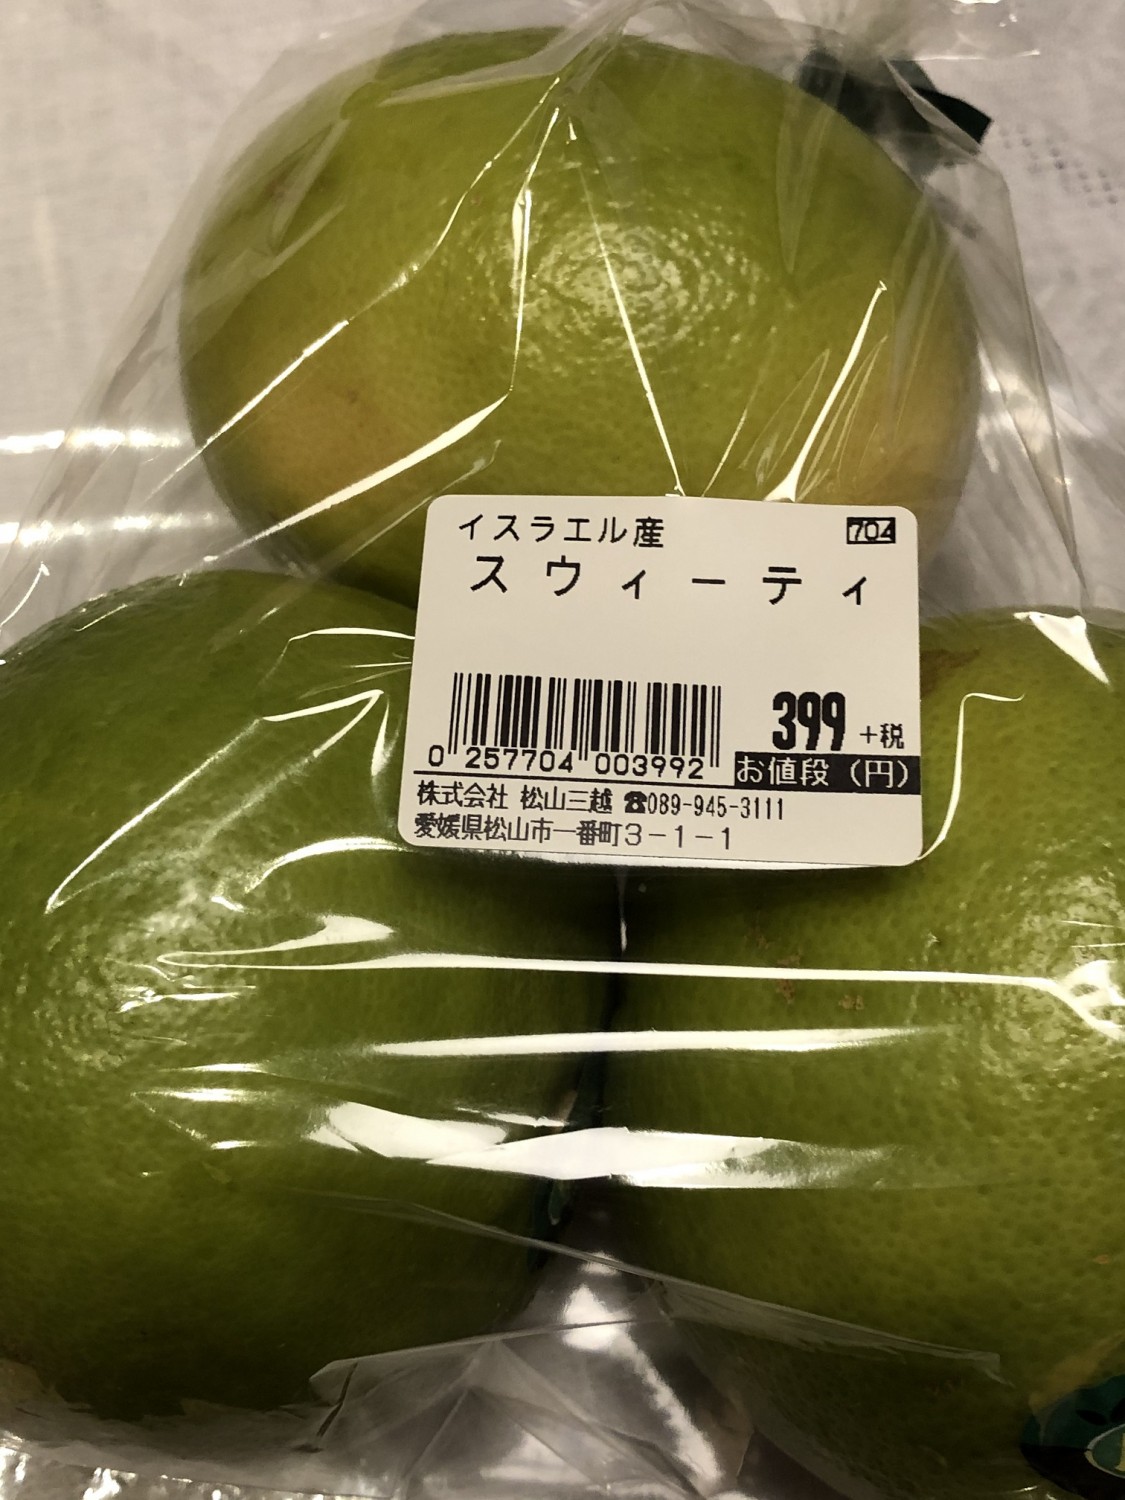 イスラエル産 704
スウィーティ
399 +税
0 257704 003992 お値段(円)
株式会社 松山三越 ☎089-945-3111
愛媛県松山市一番町3-1-1